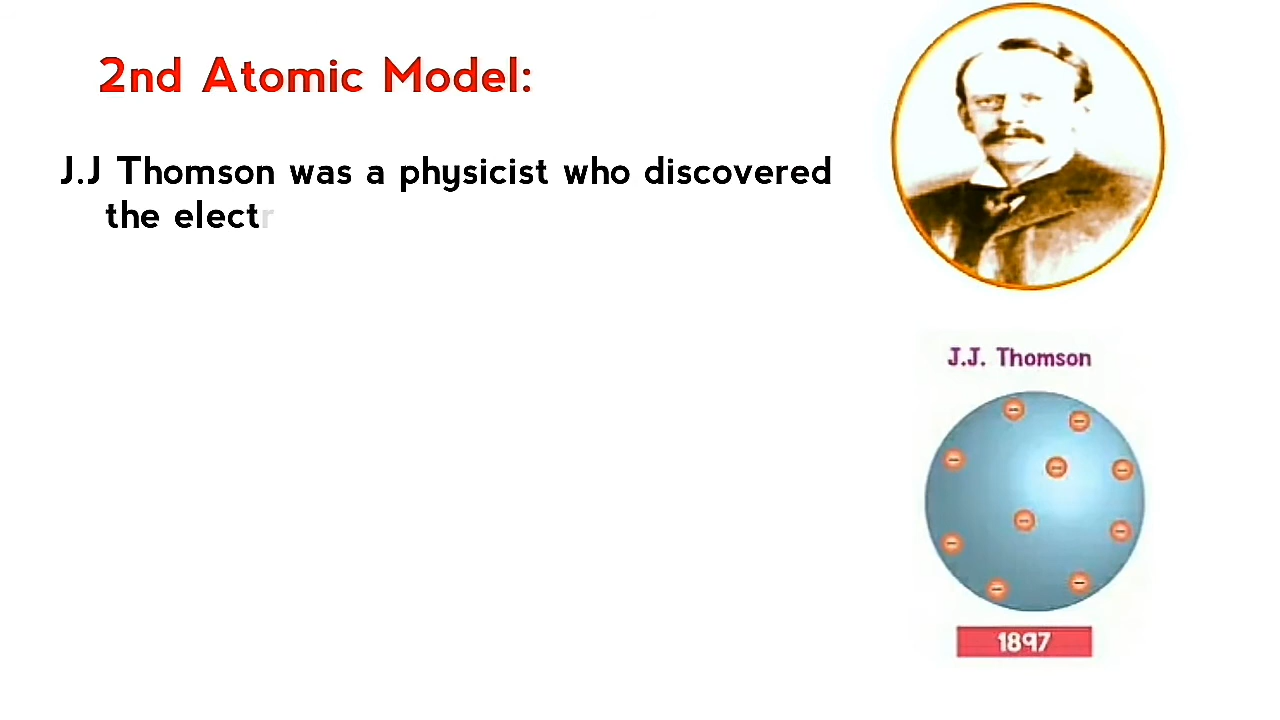 2nd Atomic Model:
J.J Thomson was a physicist who discovered
the electr
J.J. Thomson
1897